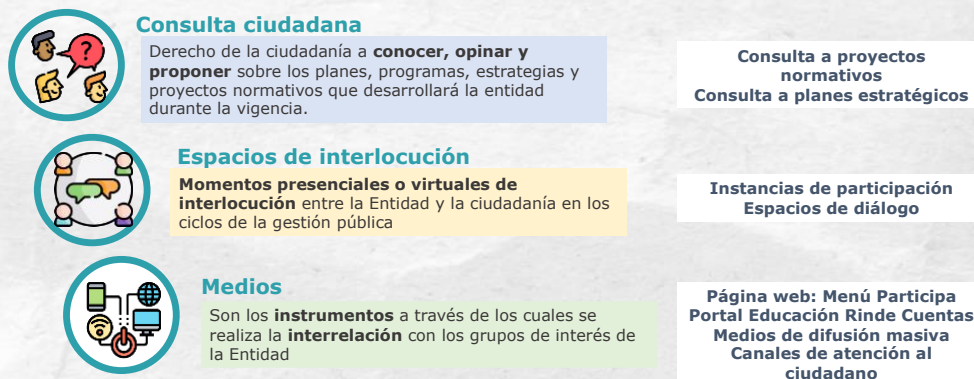 Consulta ciudadana
Derecho de la ciudadanía a conocer, opinar y
proponer sobre los planes, programas, estrategias y
proyectos normativos que desarrollará la entidad
durante la vigencia.
Consulta a proyectos
normativos
Consulta a planes estratégicos
Espacios de interlocución
Momentos presenciales o virtuales de
interlocución entre la Entidad y la ciudadanía en los
ciclos de la gestión pública
Instancias de participación
Espacios de diálogo
Medios
Son los instrumentos a través de los cuales se
realiza la interrelación con los grupos de interés de
la Entidad
Página web: Menú Participa
Portal Educación Rinde Cuentas
Medios de difusión masiva
Canales de atención al
ciudadano